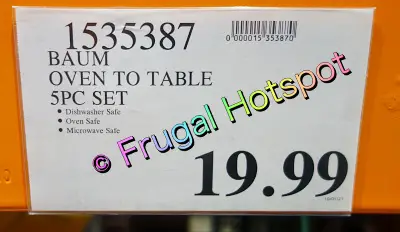 1535387
0 000015 353870
BAUM
OVEN TO TABLE
5PC SET
• Dishwasher Safe
• Oven Safe
• Microwave Safe
© Frugal Hotspot
19.99